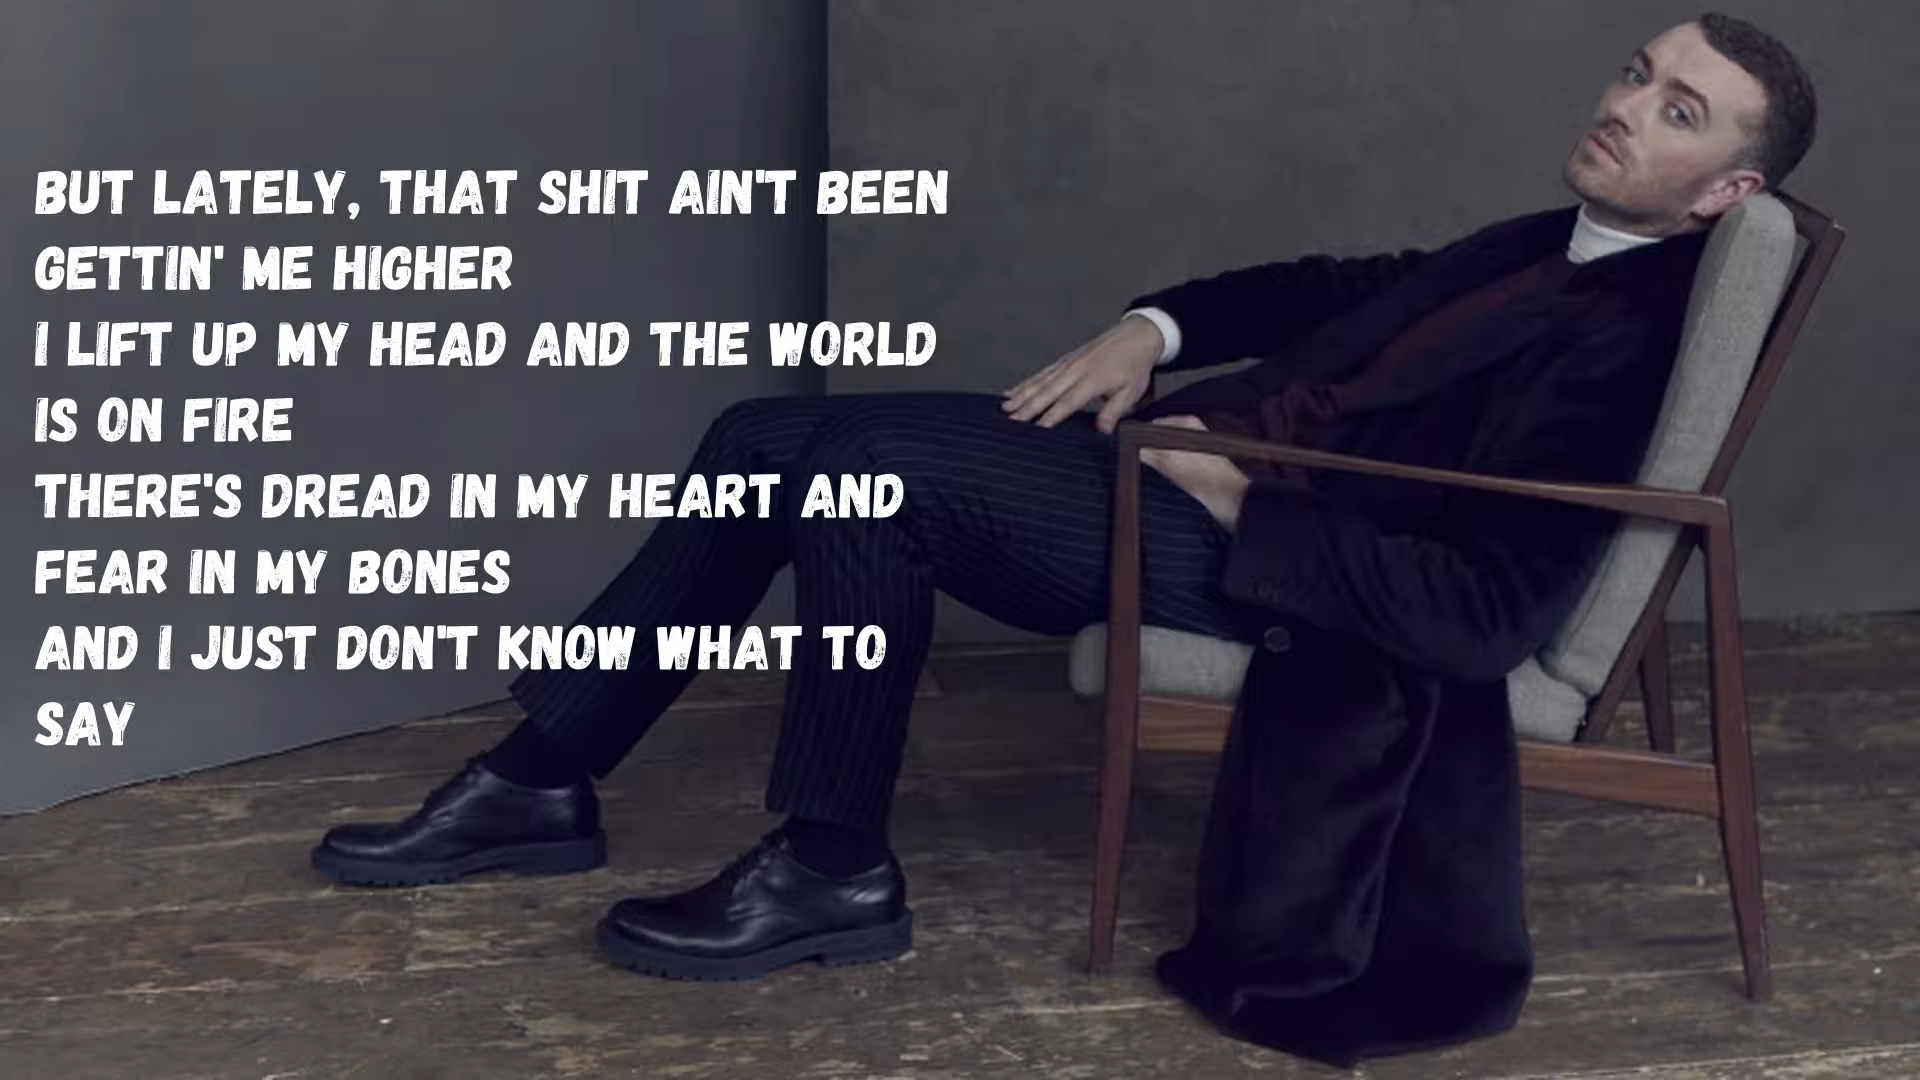 BUT LATELY, THAT SHIT AIN'T BEEN
GETTIN' ME HIGHER
I LIFT UP MY HEAD AND THE WORLD
IS ON FIRE
THERE'S DREAD IN MY HEART AND
FEAR IN MY BONES
AND I JUST DON'T KNOW WHAT TO
SAY